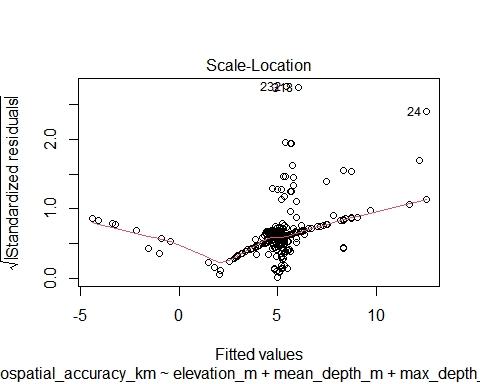 Scale-Location
√|Standardized residuals|
2.0
1.0
0.0
24
-5
0
5
10
Fitted values
ospatial_accuracy_km ~ elevation_m + mean_depth_m + max_depth_